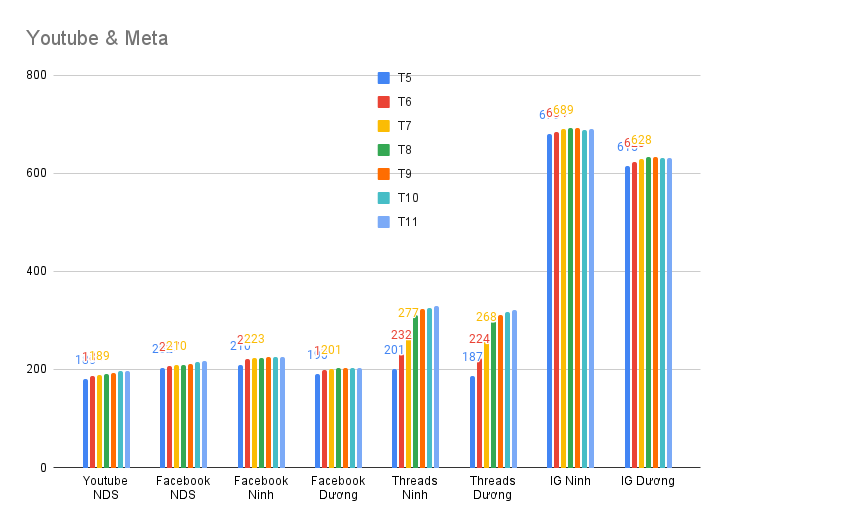 Youtube & Meta
800
600
400
200
0
T5
T6
T7
T8
T9
T10
T11
189
210
223
201
201
232
277
187
224
268
689
628
Youtube
NDS
Facebook
NDS
Facebook
Ninh
Facebook
Dương
Threads
Ninh
Threads
Dương
IG Ninh
IG Dương